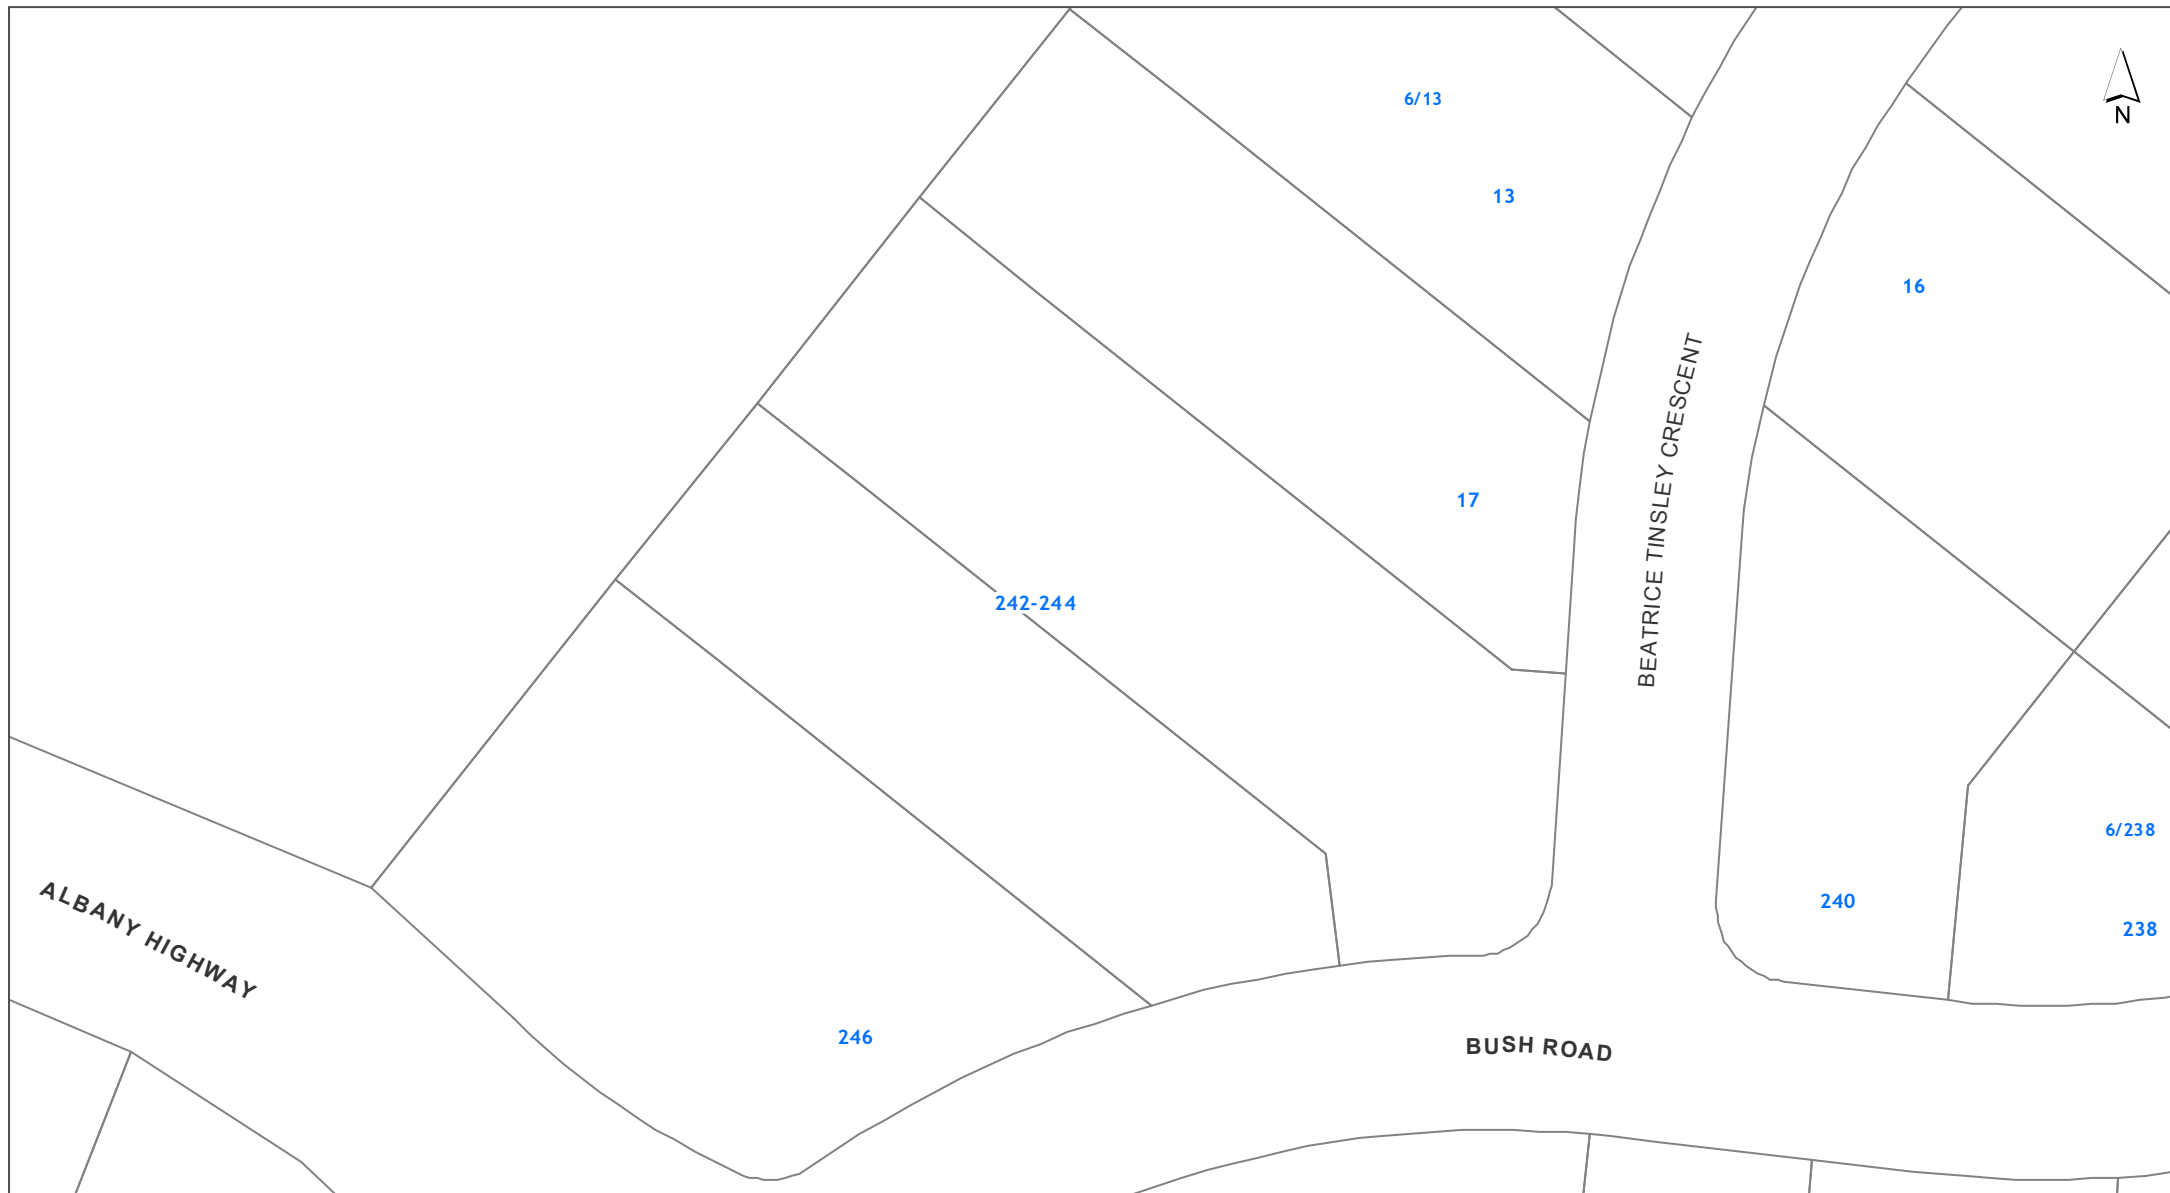 6/13
N
13
16
BEATRICE TINSLEY CRESCENT
17
242-244
6/238
ALBANY HIGHWAY
240
238
246
BUSH ROAD